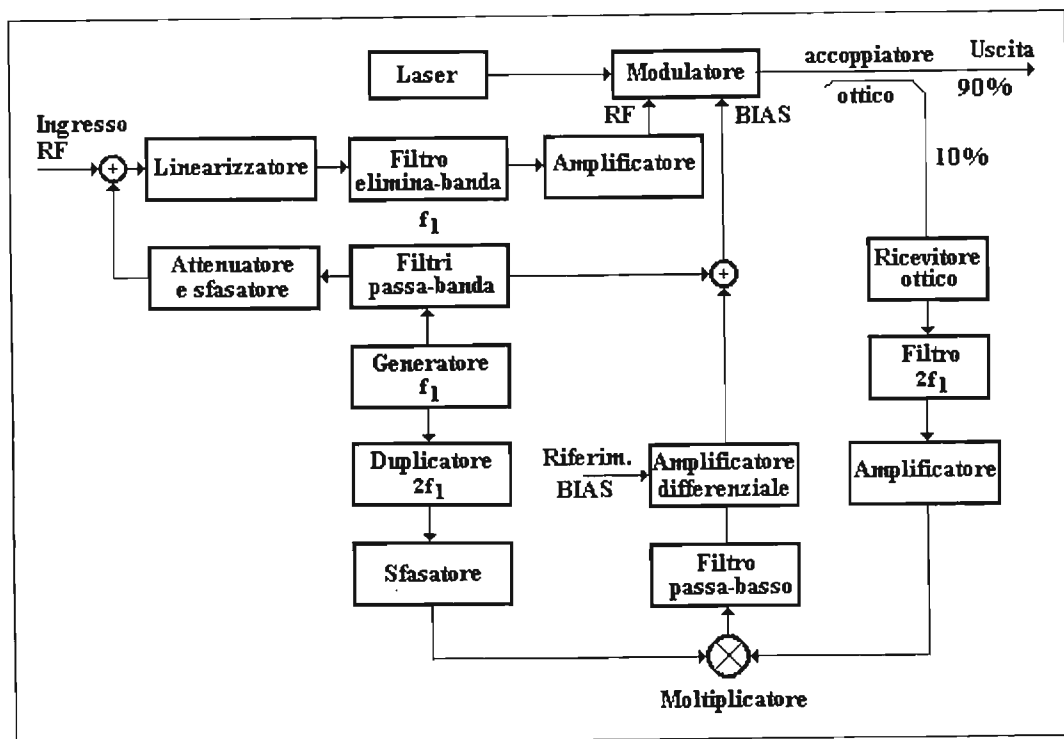 accoppiatore
Uscita
Laser
Modulatore
ottico
90%
RF
BIAS
Ingresso
RF
10%
+
Linearizzatore
Filtro
elimina-banda
Amplificatore
f1
Attenuatore
e sfasatore
Filtri
passa-banda
+
Ricevitore
ottico
Generatore
f1
Filtro
2f1
Duplicatore
2f1
Riferim.
BIAS
Amplificatore
differenziale
Amplificatore
Sfasatore
Filtro
passa-basso
Moltiplicatore